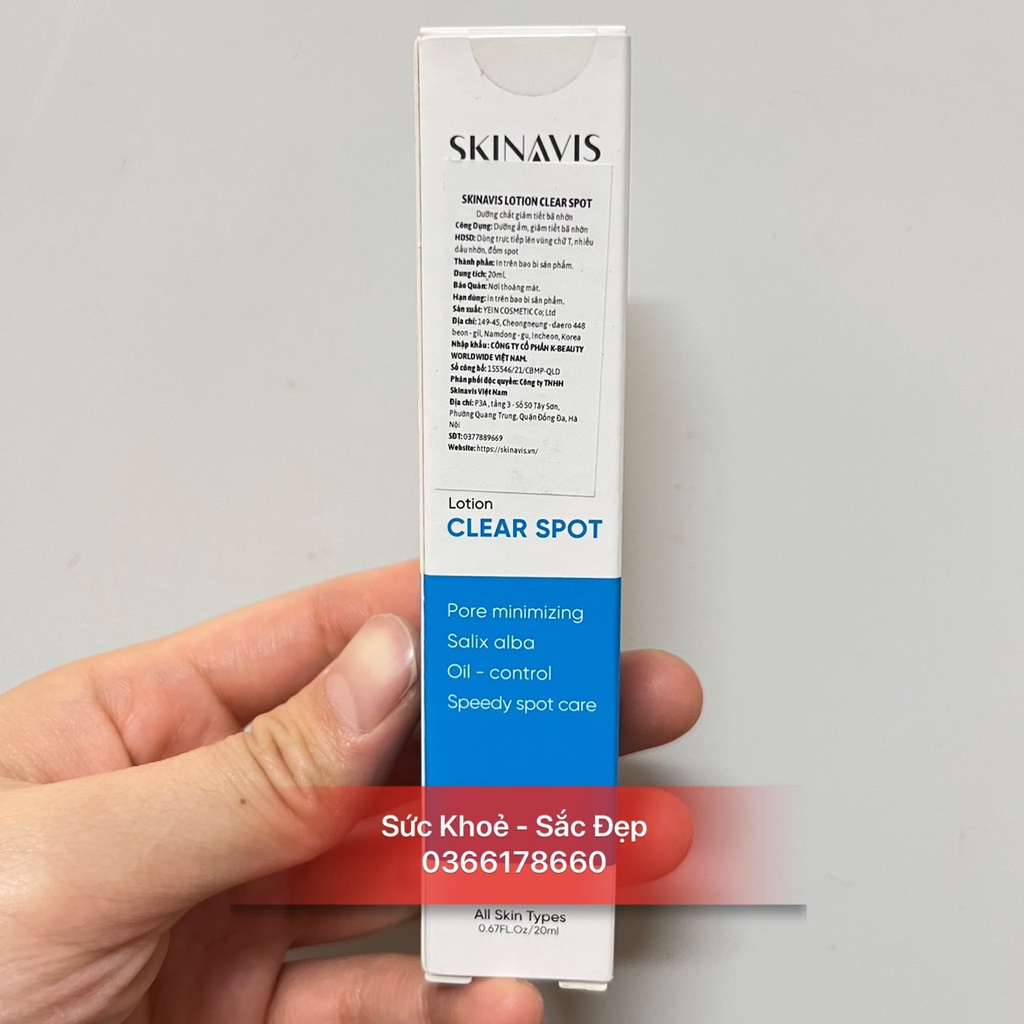 SKINAVIS
SKINAVIS LOTION CLEAR SPOT
Dưỡng chất giảm tiết bã nhờn
Công Dụng: Dưỡng ẩm, giảm tiết bã nhờn
HDSD: Dùng trực tiếp lên vùng chữ T, nhiều
dầu nhờn, đốm spot
Thành phần: In trên bao bì sản phẩm.
Dung tích: 20mL
Bảo Quản: Nơi thoáng mát.
Hạn dùng: In trên bao bì sản phẩm.
Sản xuất: YEIN COSMETIC Co; Ltd
Địa chỉ: 149-45, Cheongneung - daero 448
beon - gil, Namdong - gu, Incheon, Korea
Nhập khẩu : CÔNG TY CỔ PHẦN K-BEAUTY
WORLDWIDE VIỆT NAM.
Số công bố: 155546/21/CBMP-QLD
Phân phối độc quyền: Công ty TNHH
Skinavis Việt Nam
Địa chỉ: P3A, tầng 3 - Số 50 Tây Sơn,
Phường Quang Trung, Quận Đống Đa, Hà
Nội
SĐT: 0377889669
Website: https://skinavis.vn/
Lotion
CLEAR SPOT
Pore minimizing
Salix alba
Oil - control
Speedy spot care
Sức Khoẻ - Sắc Đẹp
0366178660
All Skin Types
0.67FL.Oz/20ml